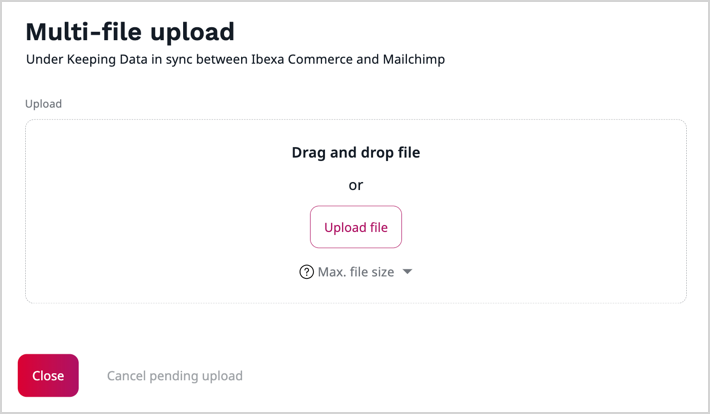 Multi-file upload
Under Keeping Data in sync between Ibexa Commerce and Mailchimp
Upload
Drag and drop file
or
Upload file
? Max. file size
Close
Cancel pending upload